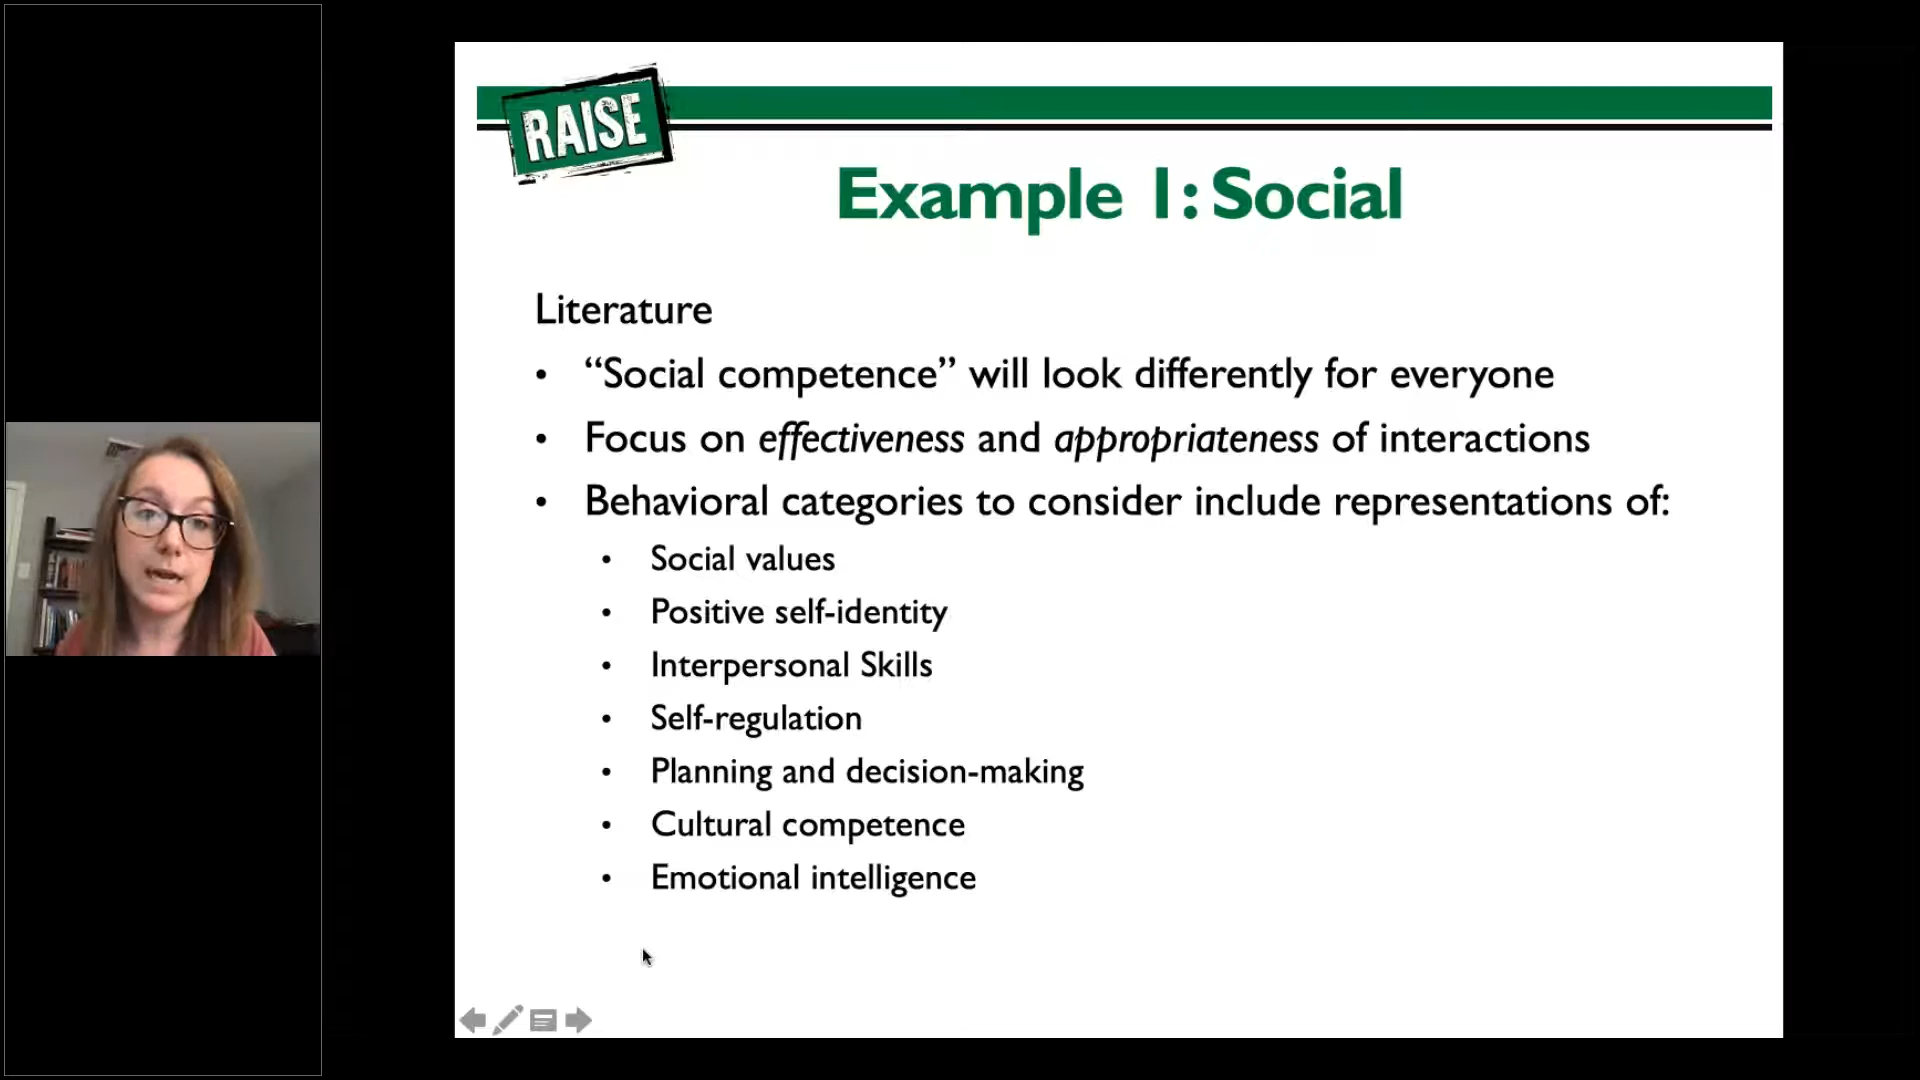 RAISE
Example 1: Social
Literature
• “Social competence” will look differently for everyone
• Focus on effectiveness and appropriateness of interactions
• Behavioral categories to consider include representations of:
• Social values
• Positive self-identity
• Interpersonal Skills
• Self-regulation
• Planning and decision-making
• Cultural competence
• Emotional intelligence